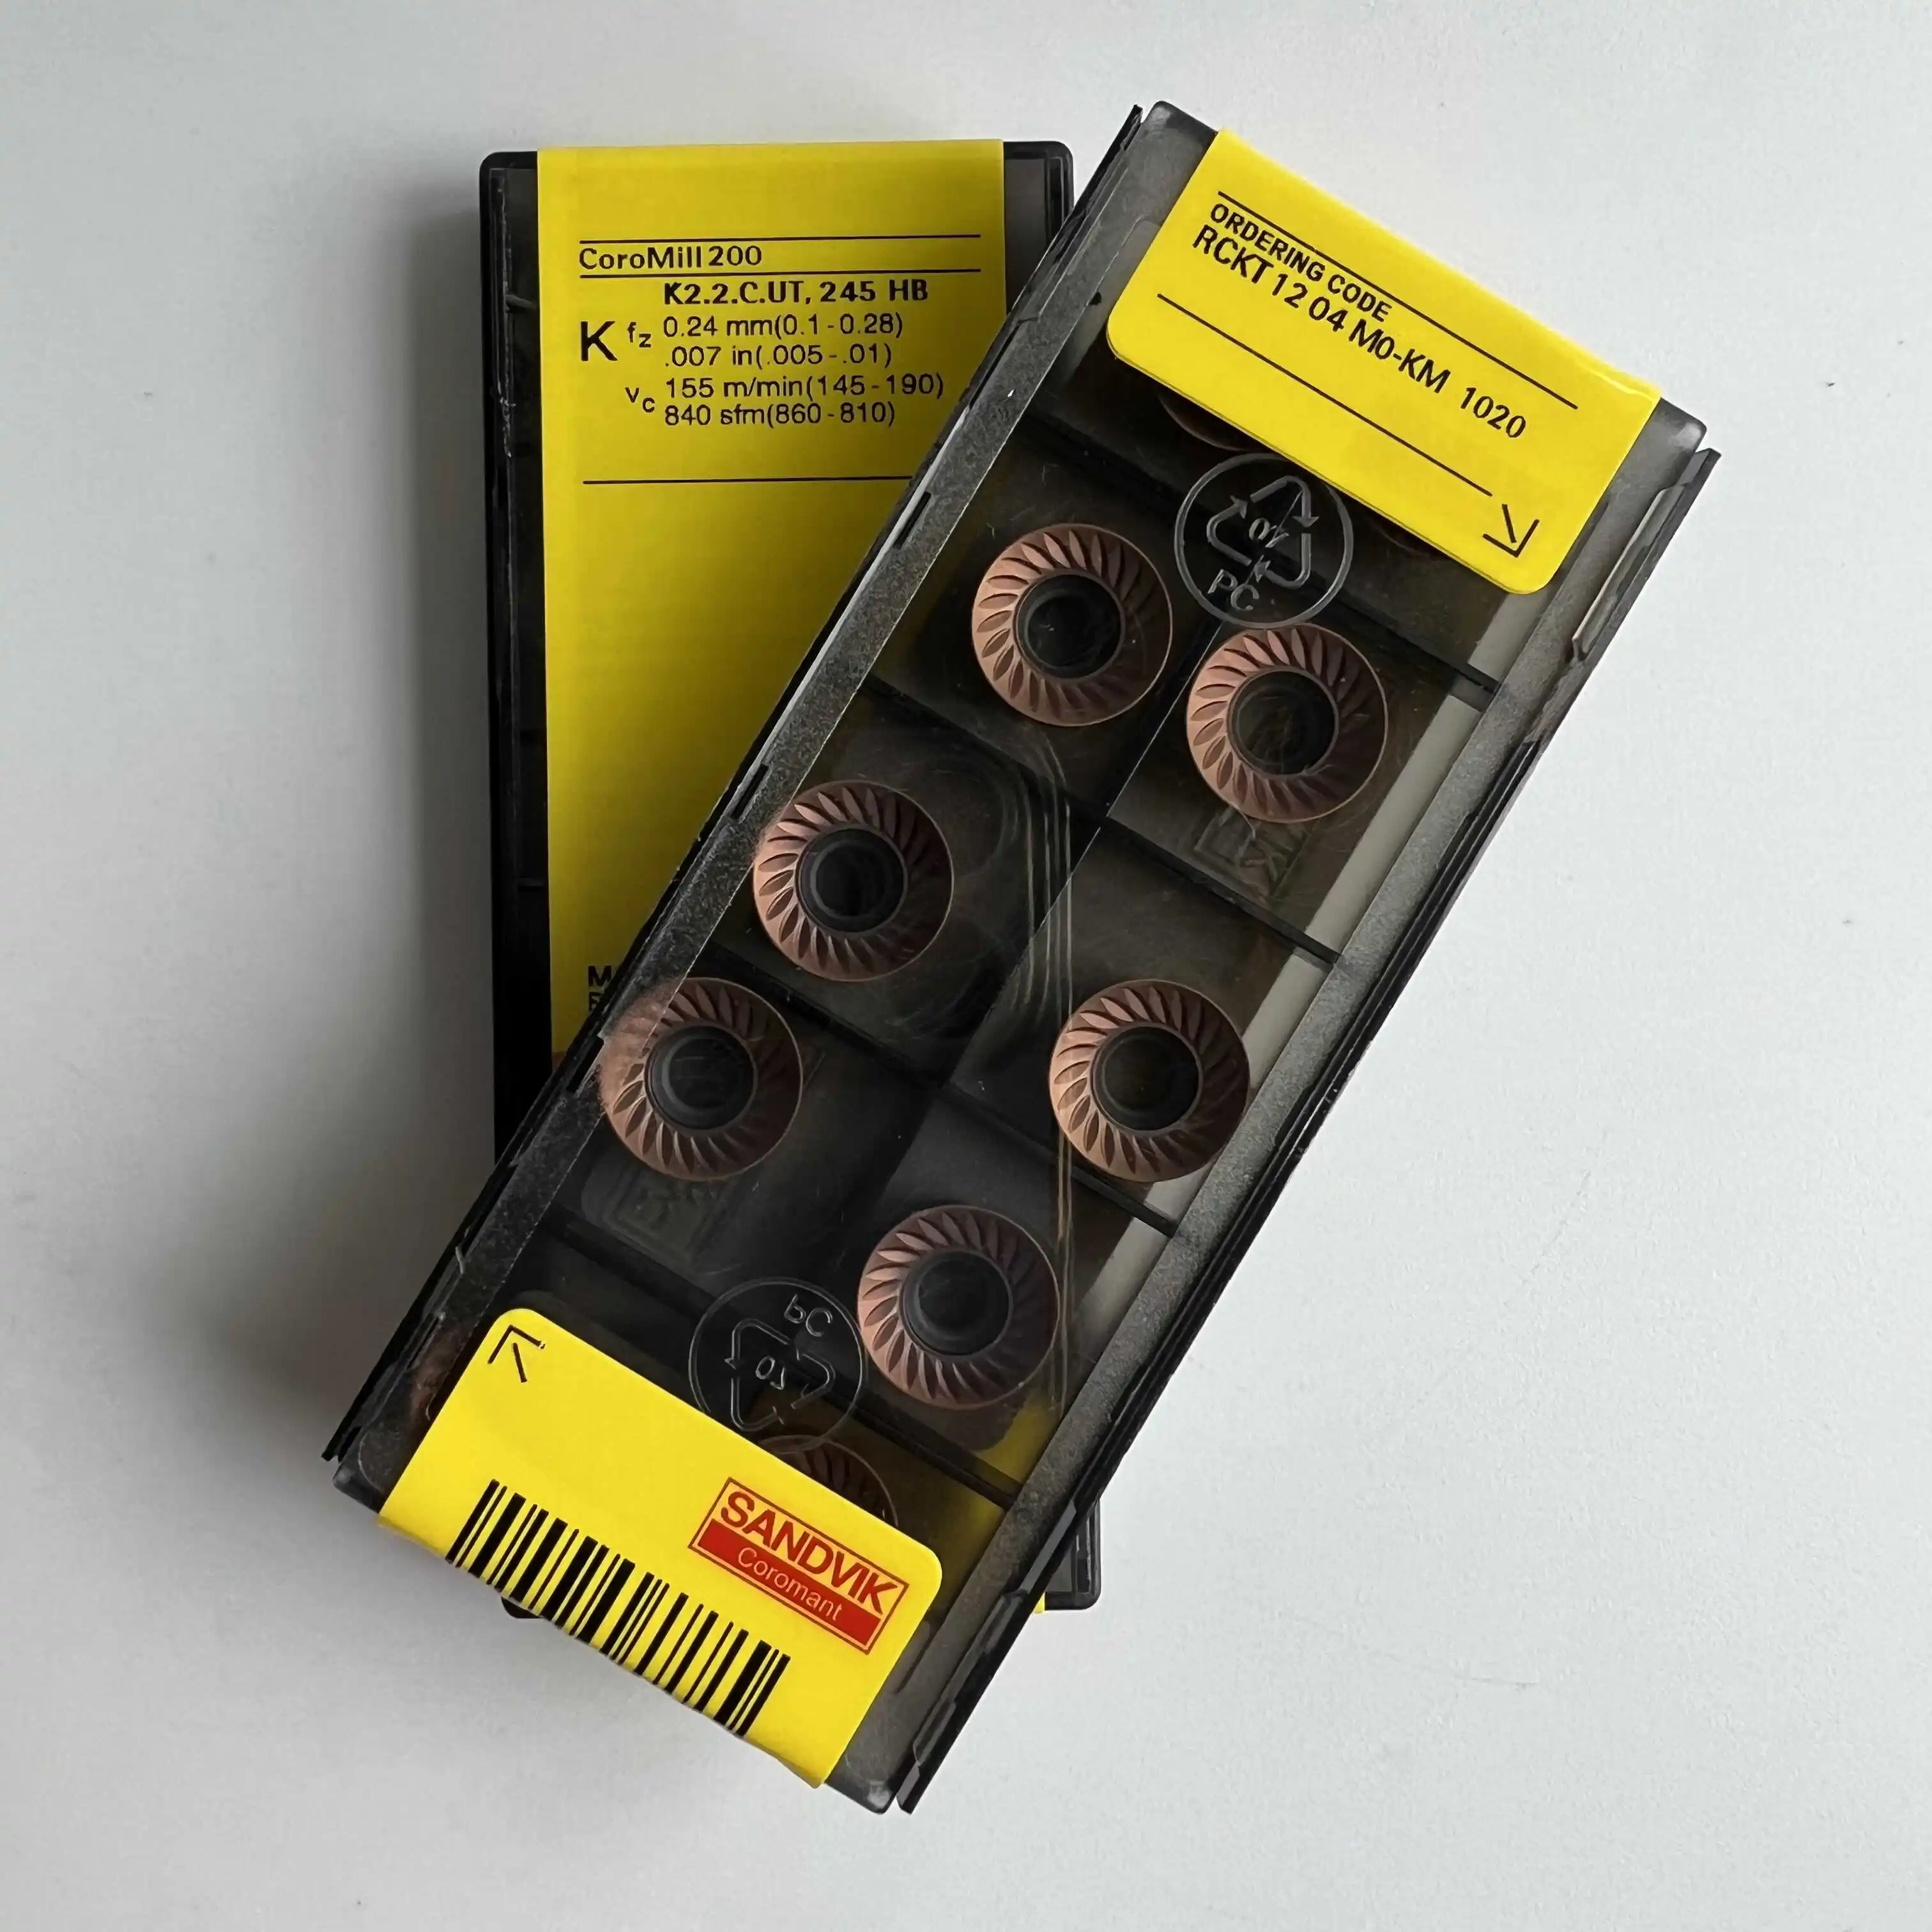 CoroMill 200
K2.2.C.UT, 245 HB
K fz 0.24 mm(0.1-0.28)
.007 in(.005-.01)
vc 155 m/min(145-190)
840 sfm(860-810)
ORDERING CODE
RCKT 12 04 M0-KM 1020
07
PC
PC
07
SANDVIK
Coromant